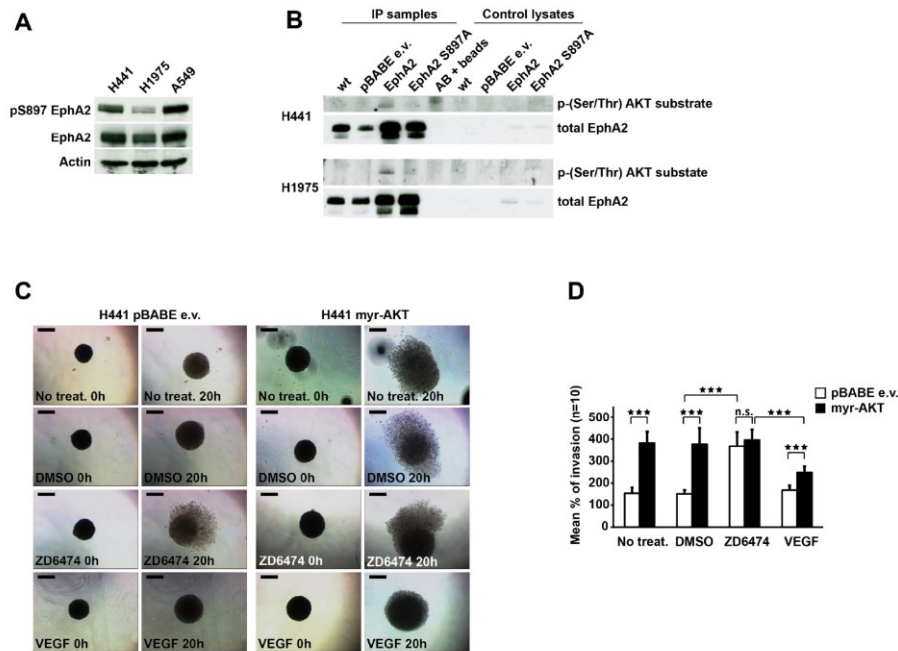 A
H441
H1975
A549
pS897 EphA2
EphA2
Actin
B
IP samples
Control lysates
wt
pBABE e.v.
EphA2
EphA2 S897A
AB + beads
wt
pBABE e.v.
EphA2
EphA2 S897A
H441
p-(Ser/Thr) AKT substrate
total EphA2
H1975
p-(Ser/Thr) AKT substate
total EphA2
C
H441 pBABE e.v.
H441 myr-AKT
No treat. 0h
No treat. 20h
No treat. 0h
No treat. 20h
DMSO 0h
DMSO 20h
DMSO 0h
DMSO 20h
ZD6474 0h
ZD6474 20h
ZD6474 0h
ZD6474 20h
VEGF 0h
VEGF 20h
VEGF 0h
VEGF 20h
D
pBABE e.v.
myr-AKT
★★★
★★★
★★★
n.s.
★★★
★★★
Mean % of invasion (n=10)
500
400
300
200
100
0
No treat.
DMSO
ZD6474
VEGF